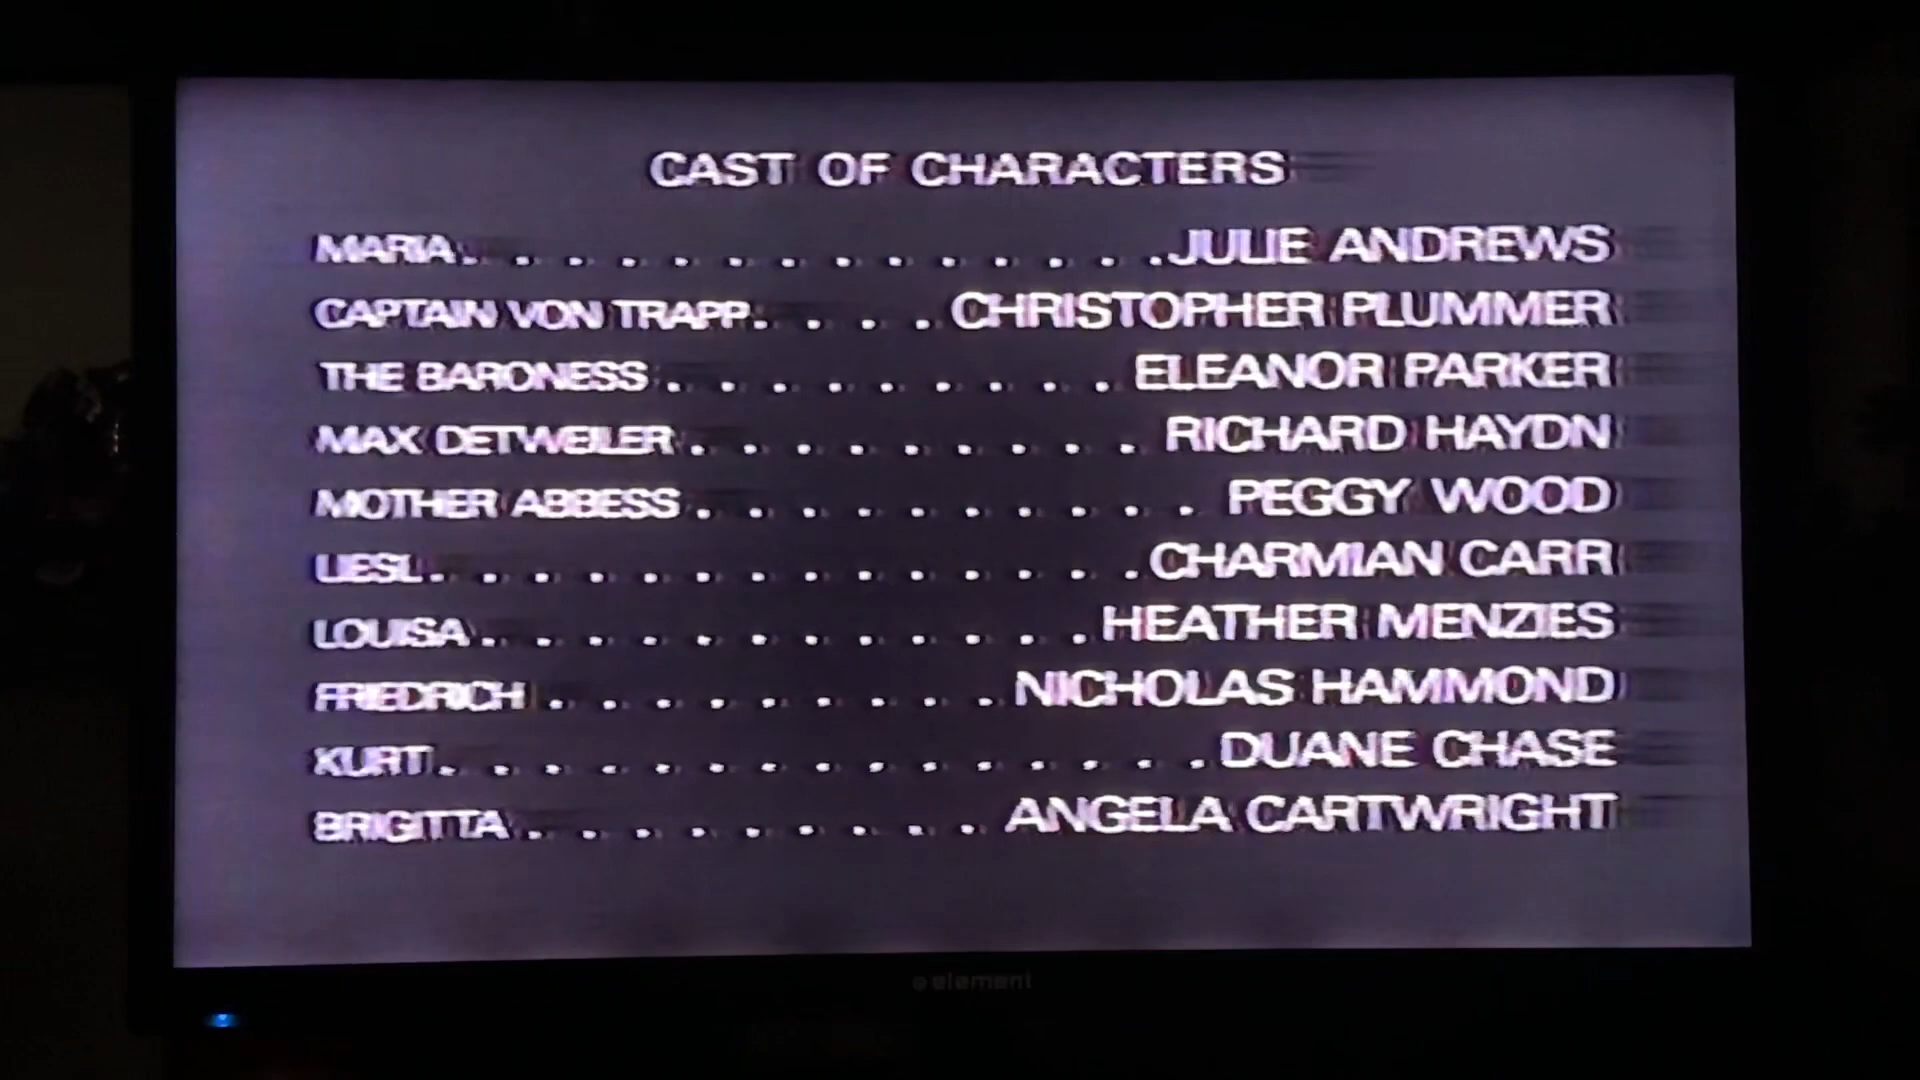 CAST OF CHARACTERS
MARIA. . . . . . . . . . . . . .JULIE ANDREWS
CAPTAIN VON TRAPP. . . . CHRISTOPHER PLUMMER
THE BARONESS . . . . . . . . . ELEANOR PARKER
MAX DETWEILER . . . . . . . . . RICHARD HAYDN
MOTHER ABBESS . . . . . . . . . . PEGGY WOOD
LIESL. . . . . . . . . . . . . .CHARMIAN CARR
LOUISA . . . . . . . . . . . .HEATHER MENZIES
FRIEDRICH . . . . . . . . .NICHOLAS HAMMOND
KURT. . . . . . . . . . . . . . .DUANE CHASE
BRIGITTA . . . . . . . . . ANGELA CARTWRIGHT
element